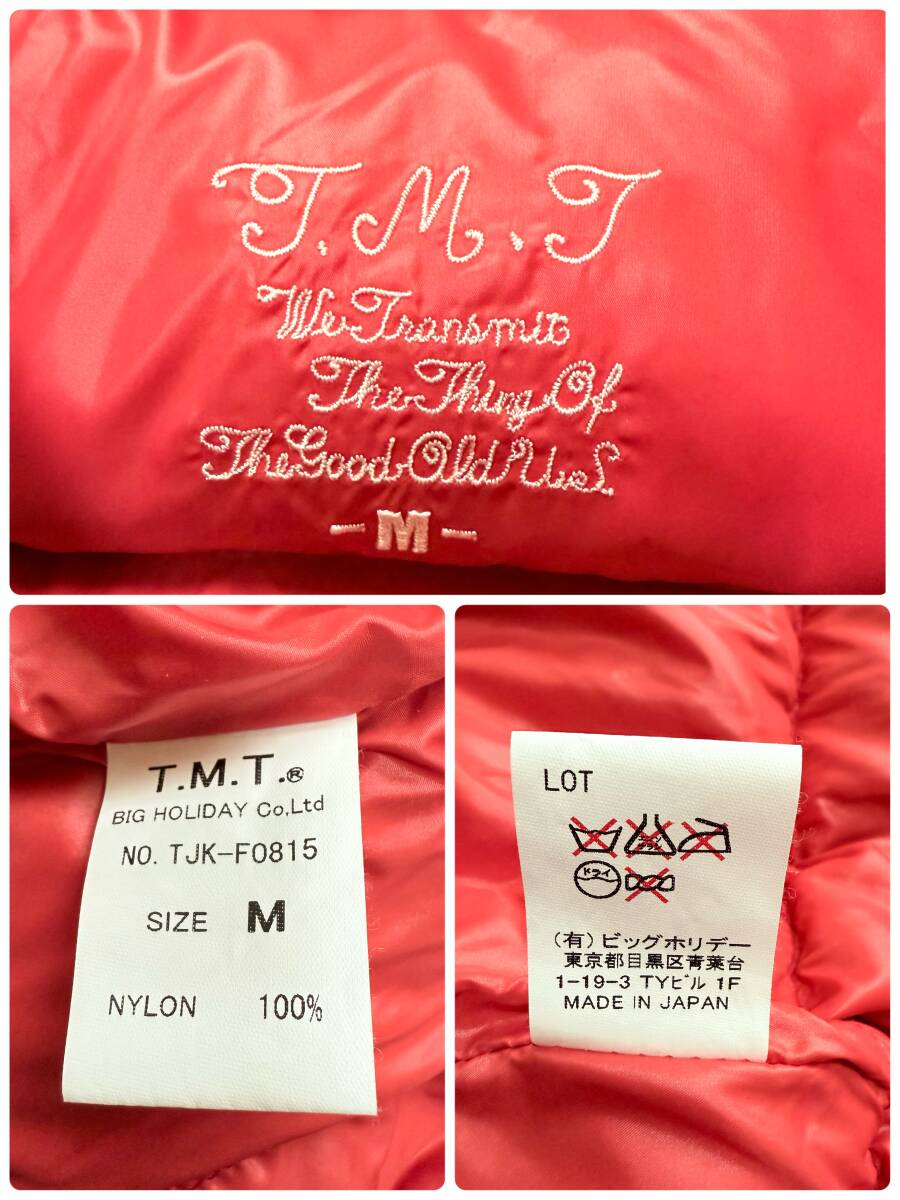 T.M.T
We Transmit
The Thing Of
The Good Old
- M -
T.M.T.®
BIG HOLIDAY Co,Ltd
NO. TJK-F0815
SIZE M
NYLON 100%
LOT
ドライ
(有)ビッグホリデー
東京都目黒区青葉台
1-19-3 TYビル 1F
MADE IN JAPAN